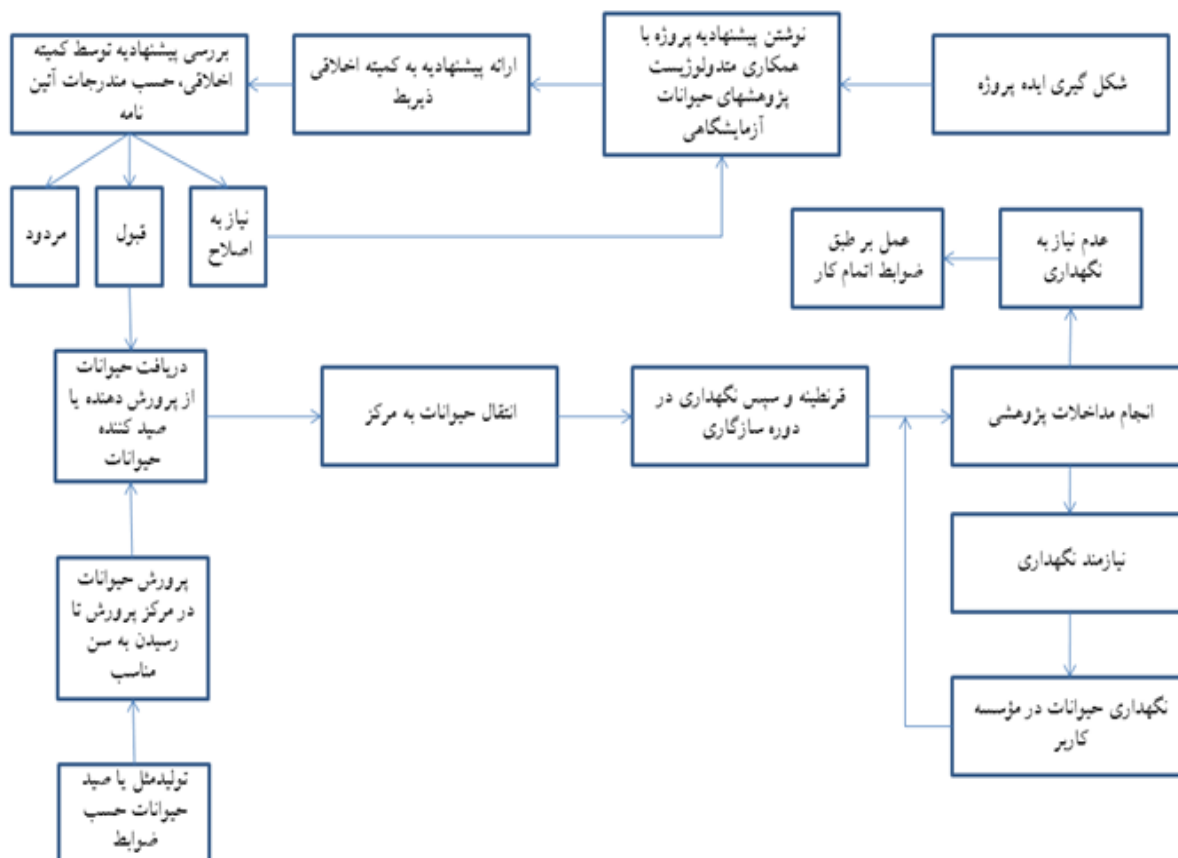 شکل گیری ایده پروژه
نوشتن پیشنهادیه پروژه با
همکاری متدولوژیست
پژوهشهای حیوانات
آزمایشگاهی
ارائه پیشنهادیه به کمیته اخلاقی
ذیربط
بررسی پیشنهادیه توسط کمیته
اخلاقی، حسب مندرجات آئین
نامه
نیاز به
اصلاح
قبول
مردود
عدم نیاز به
نگهداری
عمل بر طبق
ضوابط اتمام کار
دریافت حیوانات
از پرورش دهنده یا
صید کننده
حیوانات
انتقال حیوانات به مرکز
قرنطینه و سپس نگهداری در
دوره سازگاری
انجام مداخلات پژوهشی
نیازمند نگهداری
نگهداری حیوانات در مؤسسه
کاربر
پرورش حیوانات
در مرکز پرورش تا
رسیدن به سن
مناسب
تولیدمثل یا صید
حیوانات حسب
ضوابط